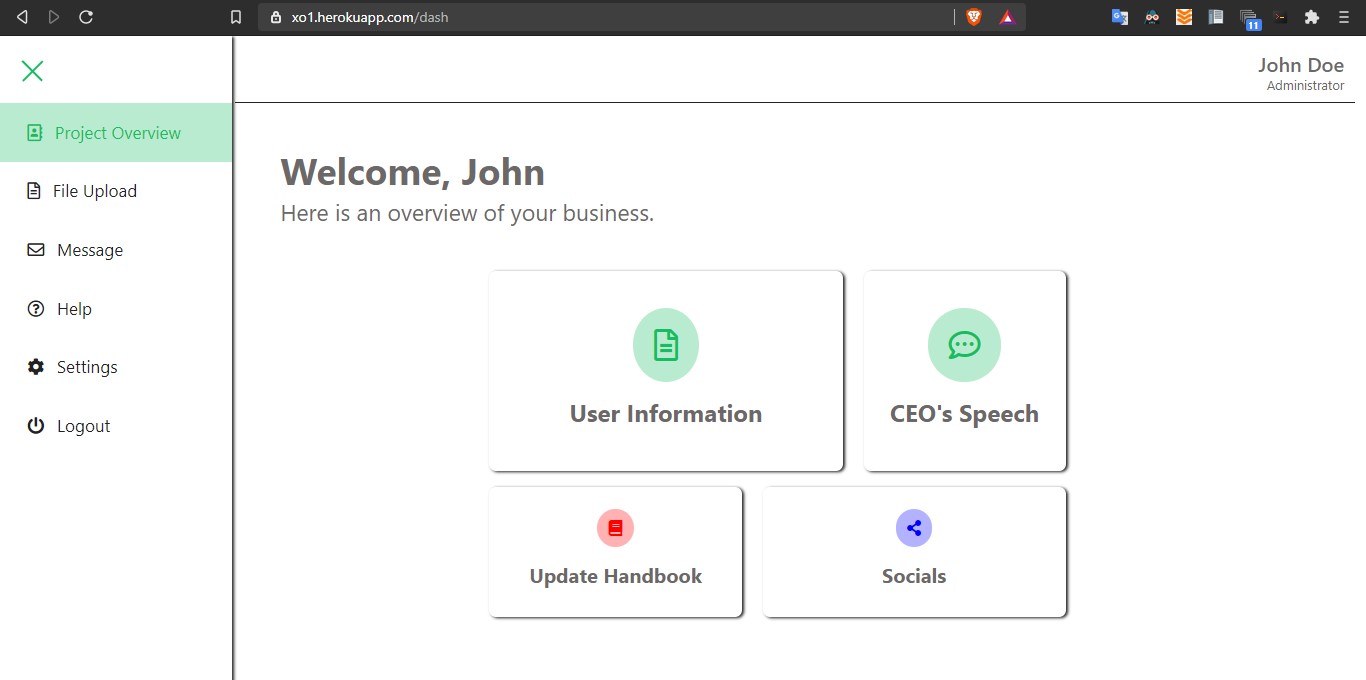 xo1.herokuapp.com/dash
11
John Doe
Administrator
Project Overview
File Upload
Message
Help
Settings
Logout
Welcome, John
Here is an overview of your business.
User Information
CEO's Speech
Update Handbook
Socials